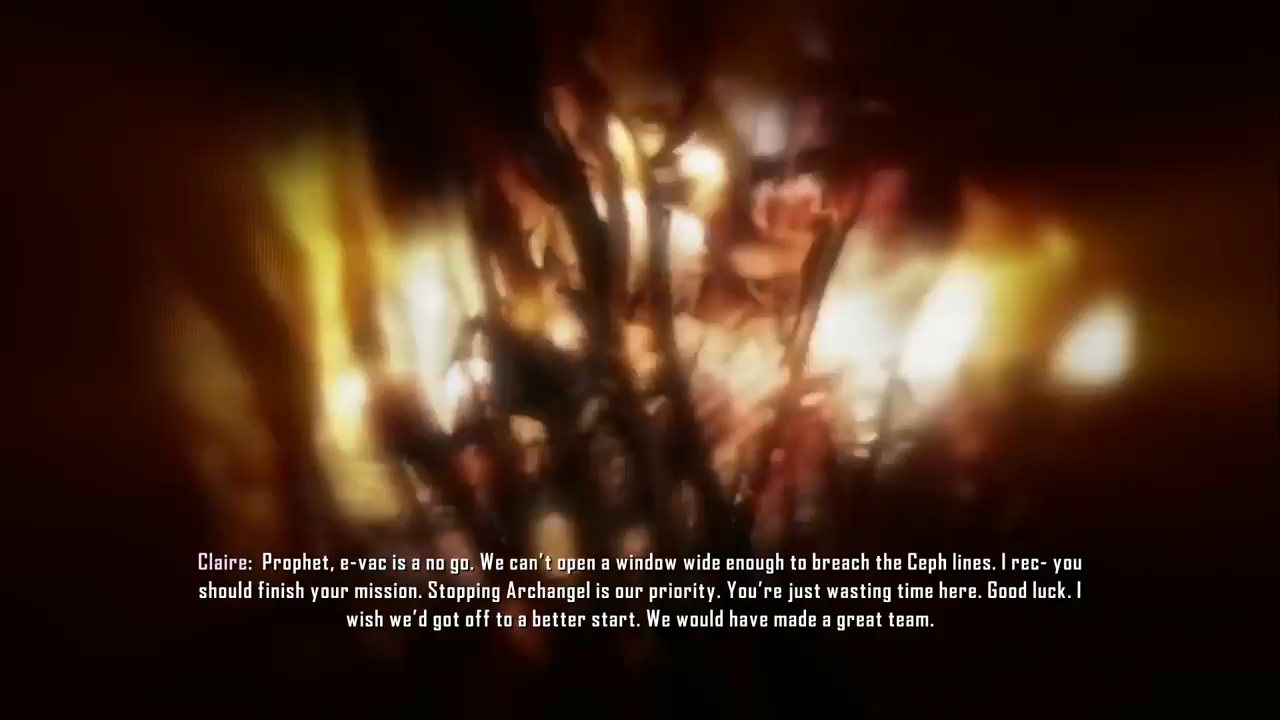 Claire: Prophet, e-vac is a no go. We can't open a window wide enough to breach the Ceph lines. I rec- you
should finish your mission. Stopping Archangel is our priority. You're just wasting time here. Good luck. I
wish we'd got off to a better start. We would have made a great team.